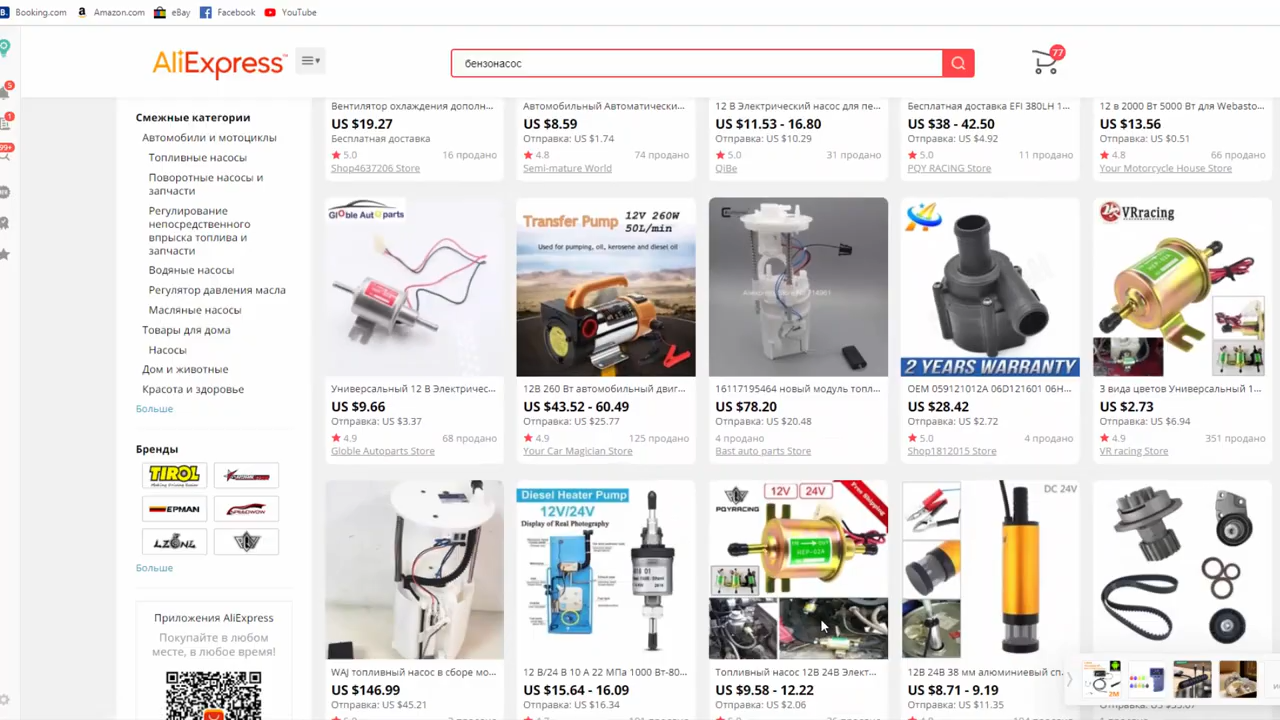 Booking.com
Amazon.com
eBay
Facebook
YouTube
AliExpress
бензонасос
77
5
1
99+
Смежные категории
Автомобили и мотоциклы
Топливные насосы
Поворотные насосы и
запчасти
Регулирование
непосредственного
впрыска топлива и
запчасти
Водяные насосы
Регулятор давления масла
Масляные насосы
Товары для дома
Насосы
Дом и животные
Красота и здоровье
Больше
Бренды
TIROL
EPMAN
SPEEDWOW
LZONG
Больше
Приложения AliExpress
Покупайте в любом
месте, в любое время!
Вентилятор охлаждения дополн...
US $19.27
Бесплатная доставка
5.0 16 продано
Shop4637206 Store
Автомобильный Автоматически...
US $8.59
Отправка: US $1.74
4.8 74 продано
Semi-mature World
12 В Электрический насос для пе...
US $11.53 - 16.80
Отправка: US $10.29
5.0 31 продано
QiBe
Бесплатная доставка EFI 380LH 1...
US $38 - 42.50
Отправка: US $4.92
5.0 11 продано
PQY RACING Store
12 в 2000 Вт 5000 Вт для Webasto...
US $13.56
Отправка: US $0.51
4.8 66 продано
Your Motorcycle House Store
Globle Autoparts
Универсальный 12 В Электричес...
US $9.66
Отправка: US $3.37
4.9 68 продано
Globle Autoparts Store
Transfer Pump 12V 260W
50L/min
Used for pumping, oil, kerosene and diesel oil
12В 260 Вт автомобильный двиг...
US $43.52 - 60.49
Отправка: US $25.77
4.9 125 продано
Your Car Magician Store
16117195464 новый модуль топл...
US $78.20
Отправка: US $20.48
4 продано
Bast auto parts Store
2 YEARS WARRANTY
OEM 059121012A 06D121601 06H...
US $28.42
Отправка: US $2.72
5.0 4 продано
Shop1812015 Store
VRracing
3 вида цветов Универсальный 1...
US $2.73
Отправка: US $6.94
4.9 351 продано
VR racing Store
WAJ топливный насос в сборе мо...
US $146.99
Отправка: US $45.21
Diesel Heater Pump
12V/24V
Display of Real Photography
12 В/24 В 10 А 22 МПа 1000 Вт-80...
US $15.64 - 16.09
Отправка: US $16.34
PQYRACING
12V 24V
Free Shipping
HEP-02A
Топливный насос 12В 24В Элект...
US $9.58 - 12.22
Отправка: US $2.06
DC 24V
12В 24В 38 мм алюминиевый сп...
US $8.71 - 9.19
Отправка: US $11.35
2M